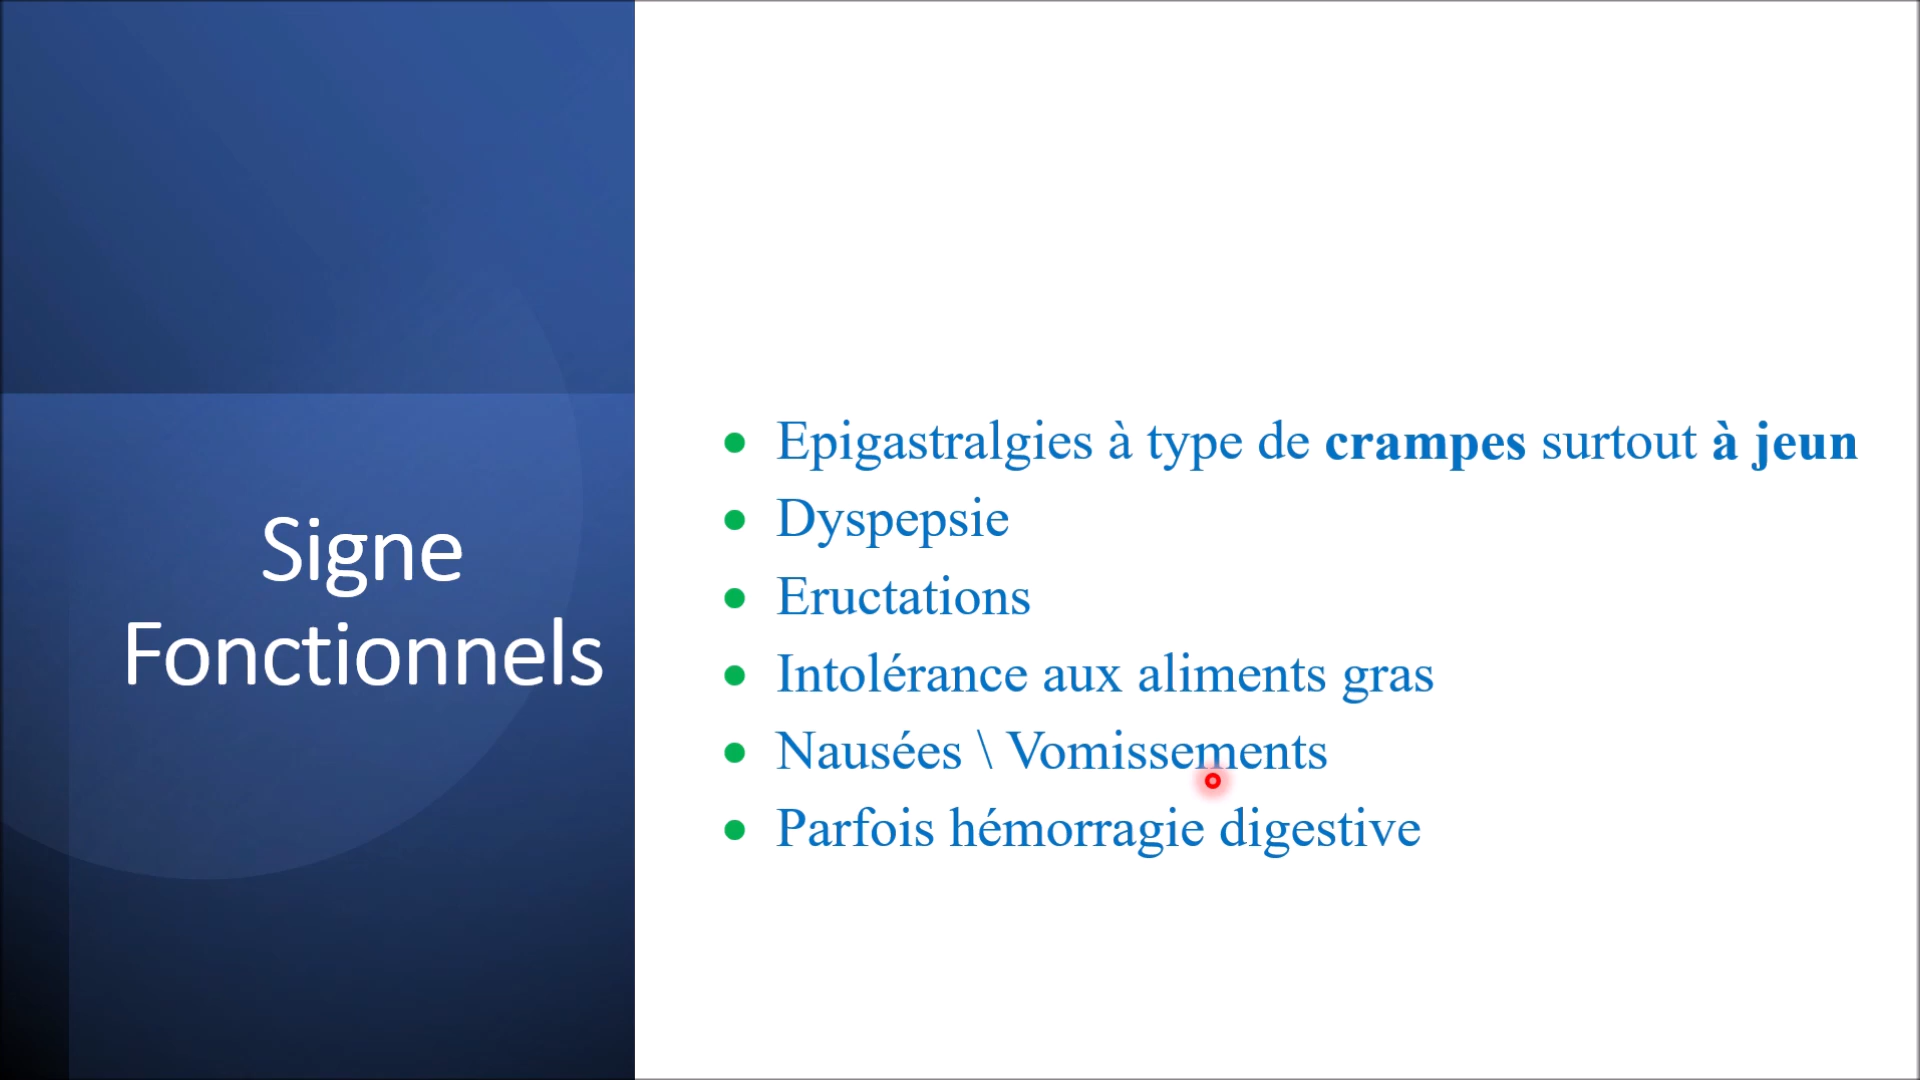 Signe
Fonctionnels
Epigastralgies à type de crampes surtout à jeun
Dyspepsie
Eructations
Intolérance aux aliments gras
Nausées \ Vomissements
Parfois hémorragie digestive